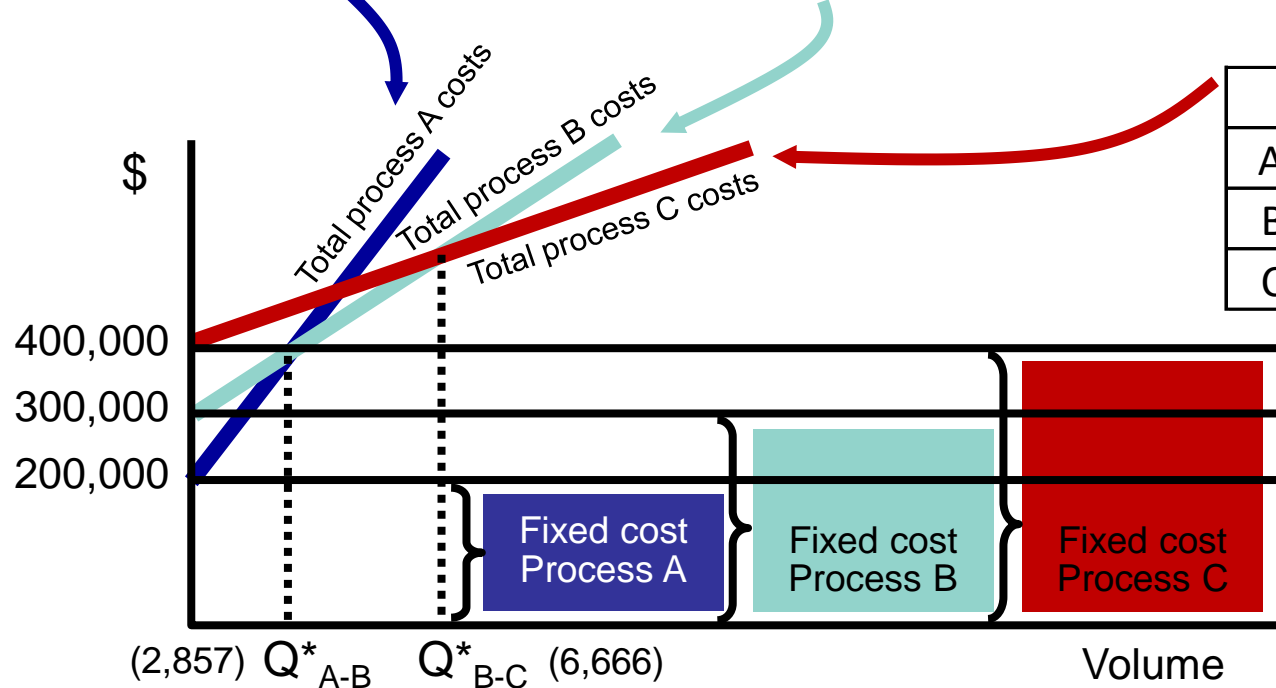 $
Total process A costs
Total process B costs
Total process C costs
A
B
C
400,000
300,000
200,000
Fixed cost
Process A
Fixed cost
Process B
Fixed cost
Process C
(2,857) Q*A-B Q*B-C (6,666) Volume